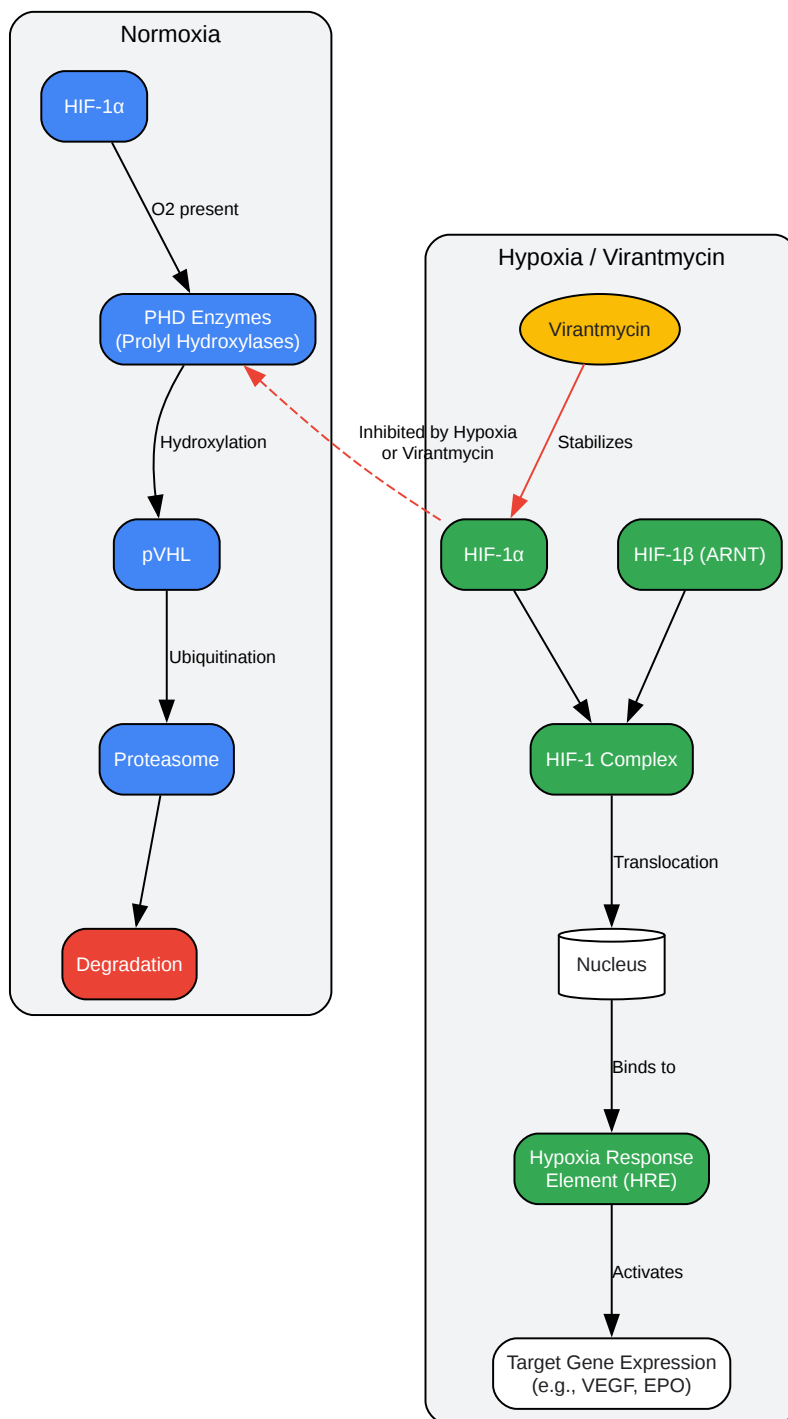 Normoxia
HIF-1α
O2 present
PHD Enzymes
(Prolyl Hydroxylases)
Hydroxylation
pVHL
Ubiquitination
Proteasome
Degradation
Inhibited by Hypoxia
or Virantmycin
Hypoxia / Virantmycin
Virantmycin
Stabilizes
HIF-1α
HIF-1β (ARNT)
HIF-1 Complex
Translocation
Nucleus
Binds to
Hypoxia Response
Element (HRE)
Activates
Target Gene Expression
(e.g., VEGF, EPO)